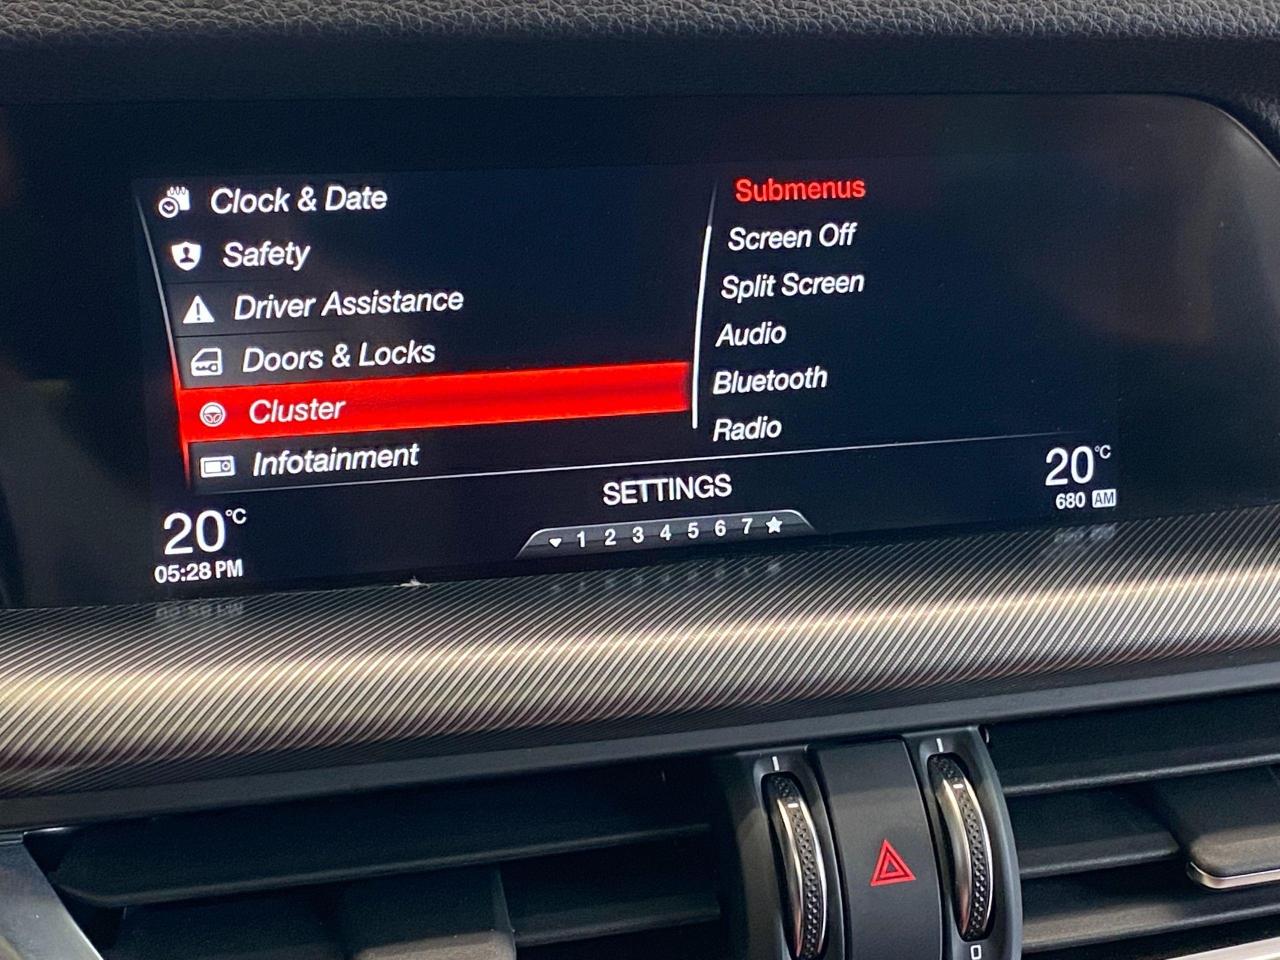 Clock & Date
Safety
Driver Assistance
Doors & Locks
Cluster
Infotainment
Submenus
Screen Off
Split Screen
Audio
Bluetooth
Radio
SETTINGS
1 2 3 4 5 6 7
20°C
05:28 PM
20°C
680 AM